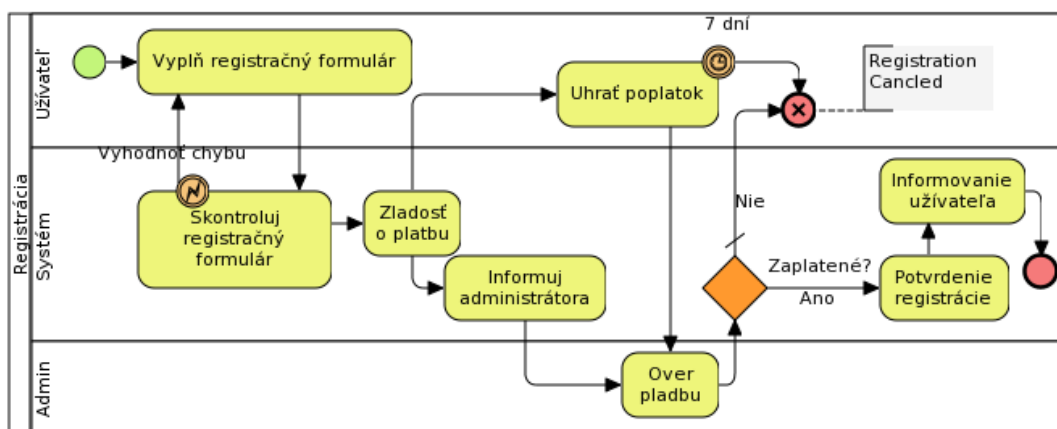 Registrácia
Užívateľ
Vyplň registračný formulár
7 dní
Uhrať poplatok
Registration
Cancled
Vyhodnoť chybu
Systém
Skontroluj
registračný
formulár
Zladosť
o platbu
Informuj
administrátora
Nie
Zaplatené?
Ano
Informovanie
užívateľa
Potvrdenie
registrácie
Admin
Over
pladbu